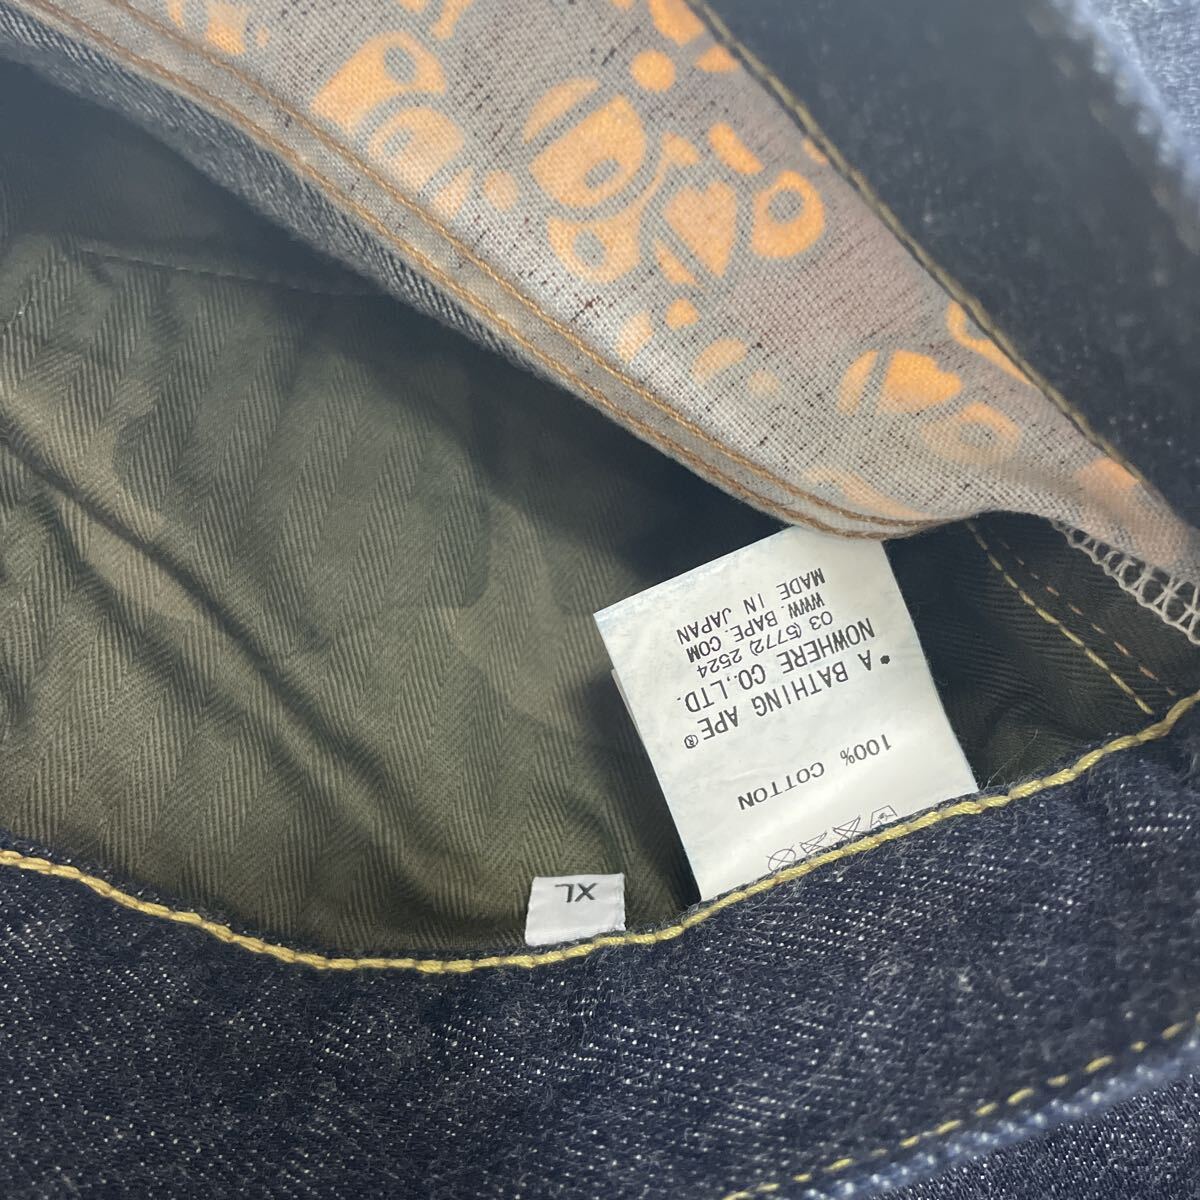 100% COTTON
* A BATHING APE®
NOWHERE CO.,LTD.
03 (5772) 2524
WWW. BAPE. COM
MADE IN JAPAN
XL